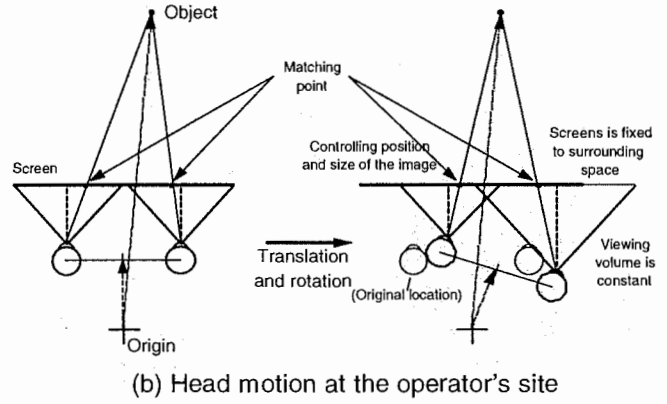 Object
Matching
point
Screen
Controlling position
and size of the image
Screens is fixed
to surrounding
space
Translation
and rotation
(Original location)
Viewing
volume is
constant
Origin
(b) Head motion at the operator's site